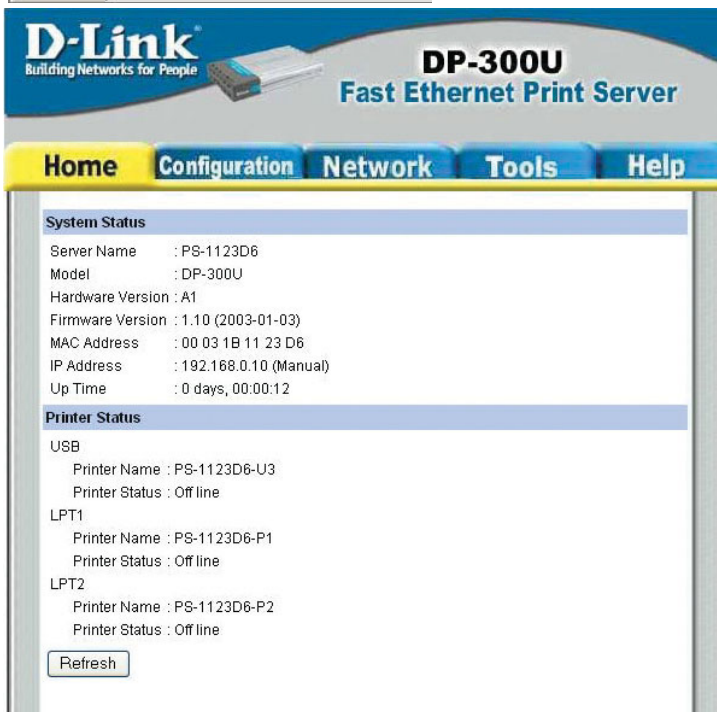 D-Link
Building Networks for People
DP-300U
Fast Ethernet Print Server
Home Configuration Network Tools Help
System Status
Server Name : PS-1123D6
Model : DP-300U
Hardware Version : A1
Firmware Version : 1.10 (2003-01-03)
MAC Address : 00 03 1B 11 23 D6
IP Address : 192.168.0.10 (Manual)
Up Time : 0 days, 00:00:12
Printer Status
USB
Printer Name : PS-1123D6-U3
Printer Status : Off line
LPT1
Printer Name : PS-1123D6-P1
Printer Status : Off line
LPT2
Printer Name : PS-1123D6-P2
Printer Status : Off line
Refresh